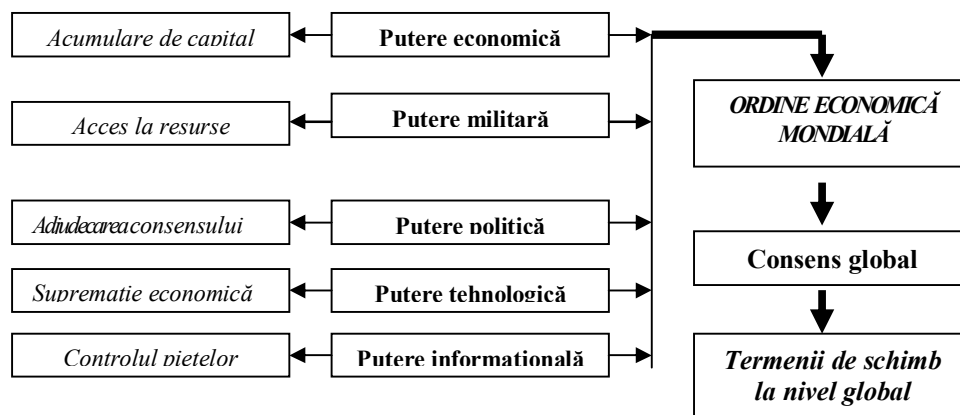 Acumulare de capital
Putere economică
Acces la resurse
Putere militară
ORDINE ECONOMICĂ
MONDIALĂ
Adjudecarea consensului
Putere politică
Consens global
Supremație economică
Putere tehnologică
Controlul piețelor
Putere informațională
Termenii de schimb
la nivel global